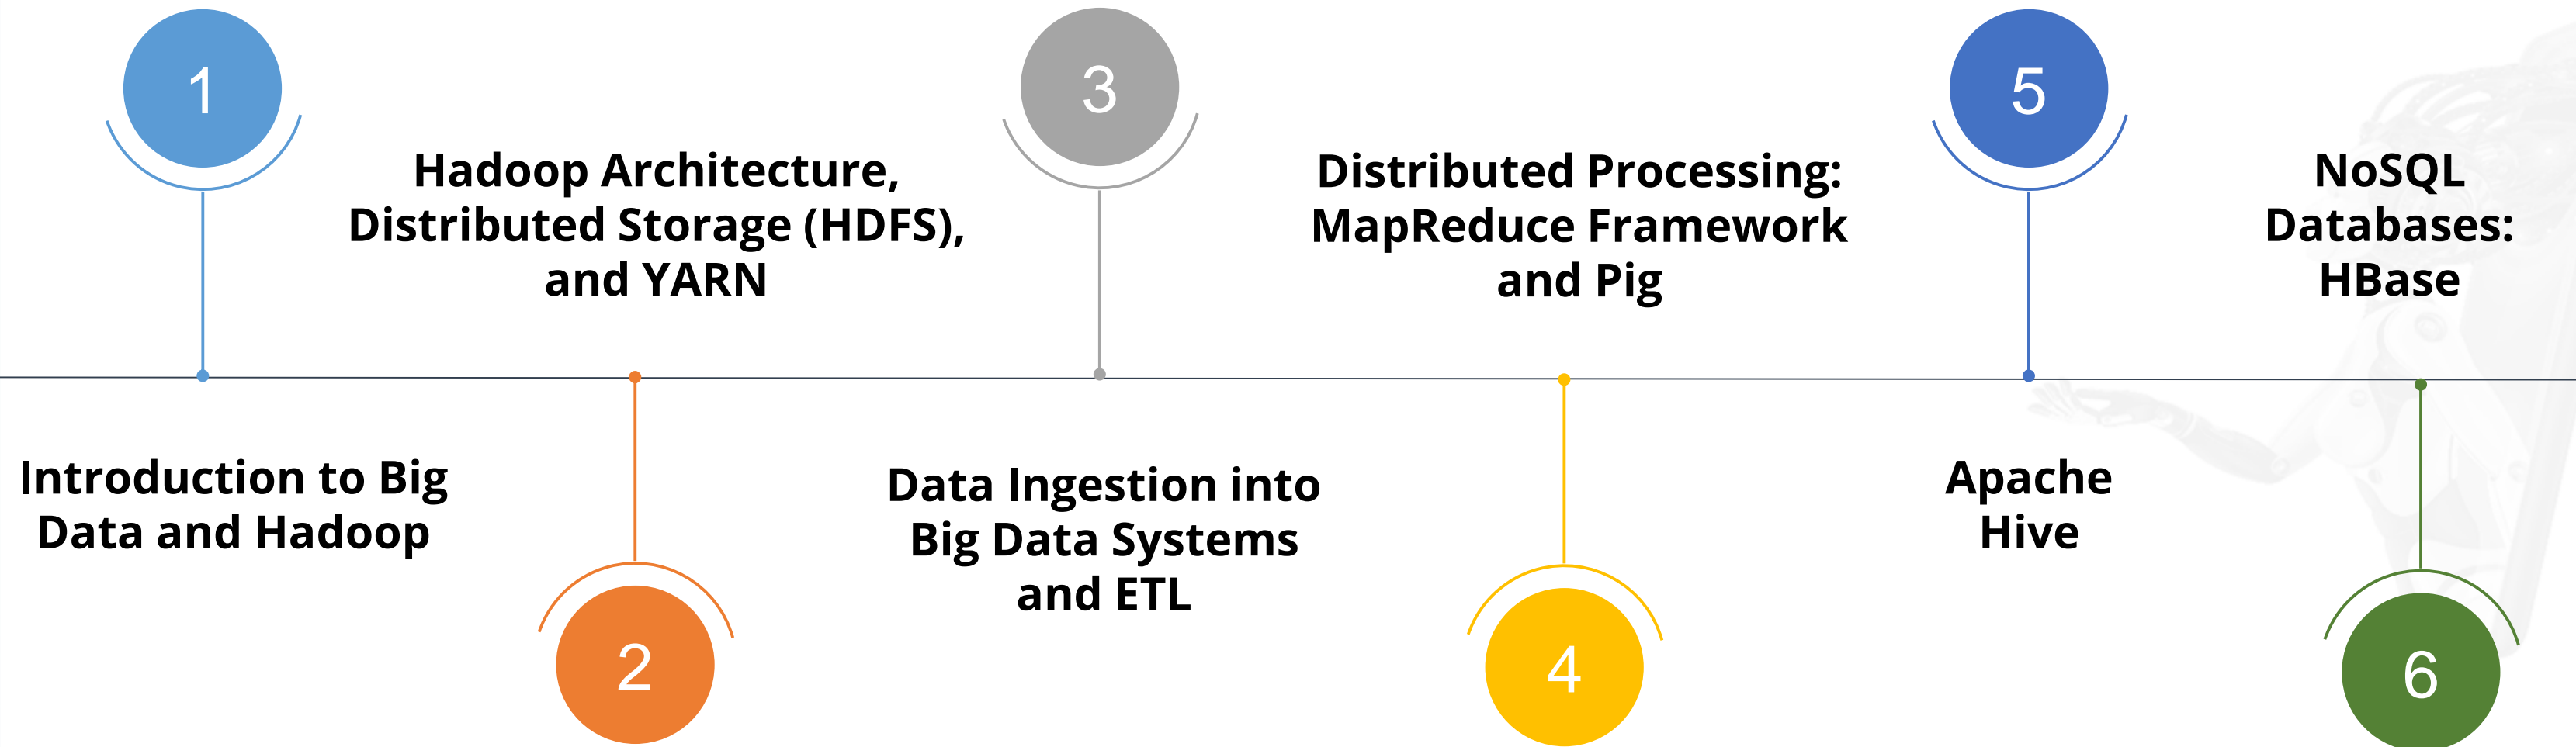 1
Introduction to Big
Data and Hadoop
Hadoop Architecture,
Distributed Storage (HDFS),
and YARN
2
3
Data Ingestion into
Big Data Systems
and ETL
Distributed Processing:
MapReduce Framework
and Pig
4
5
Apache
Hive
NoSQL
Databases:
HBase
6